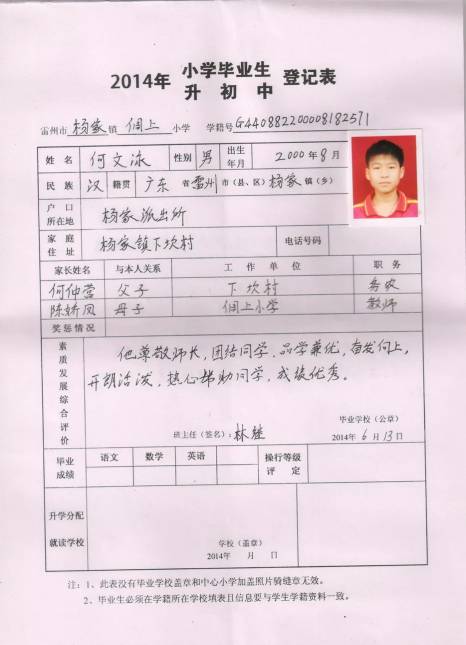 2014年 小学毕业生 登记表
升初中
雷州市 杨家 镇 侗上 小学 学籍号 G440882200008182571
姓名 何文泳 性别 男 出生年月 2000年8月
民族 汉 籍贯 广东 省 雷州 市(县、区) 杨家 镇(乡)
户口所在地 杨家派出所
家庭住址 杨家镇下坎村 电话号码
家长姓名 与本人关系 工作单位 职务
何仲营 父子 下坎村 务农
陈娇凤 母子 侗上小学 教师
奖惩情况
素质发展综合评价
他尊敬师长,团结同学,品学兼优,奋发向上,
开朗活泼,热心帮助同学,成绩优秀。
毕业学校(公章)
班主任(签名): 林 2014年6月13日
毕业成绩 语文 数学 英语 操行等级评定
升学分配就读学校
学校(盖章)
2014年 月 日
注:1、此表没有毕业学校盖章和中心小学加盖照片骑缝章无效。
2、毕业生必须在学籍所在学校填表且信息要与学生学籍资料一致。